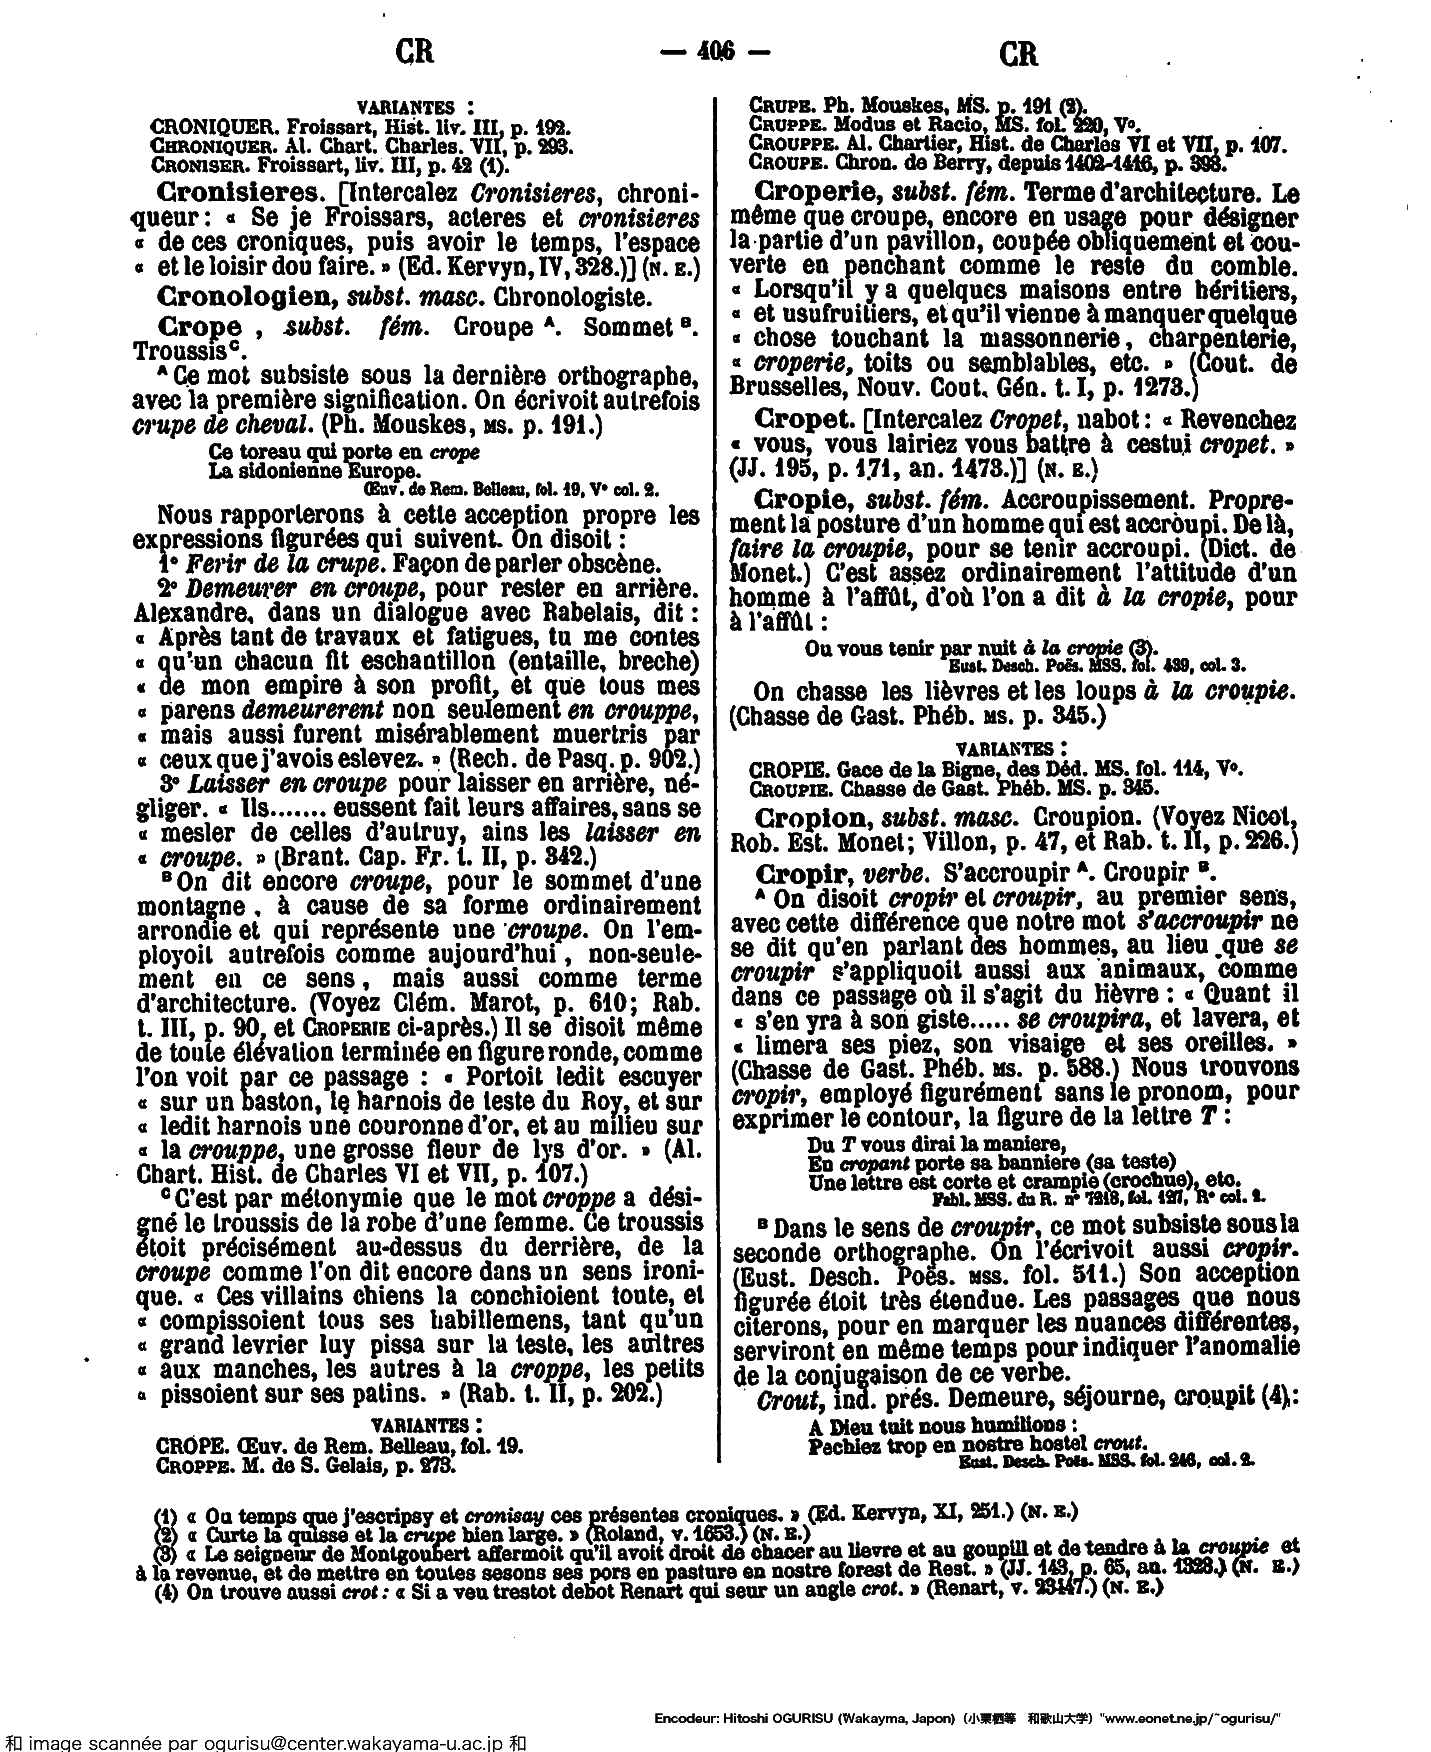 CR
— 406 —
CR
VARIANTES :
CRONIQUER. Froissart, Hist. liv. III, p. 192.
CHRONIQUER. Al. Chart. Charles. VII, p. 293.
CRONISER. Froissart, liv. III, p. 42 (1).
Cronisieres. [Intercalez Cronisieres, chroni-
queur : « Se je Froissars, acteres et cronisieres
« de ces croniques, puis avoir le temps, l'espace
« et le loisir dou faire. » (Ed. Kervyn, IV, 328.)] (N. E.)
Cronologien, subst. masc. Chronologiste.
Crope , subst. fém. Croupe A. Sommet B.
Troussis C.
A Ce mot subsiste sous la dernière orthographe,
avec la première signification. On écrivoit autrefois
crupe de cheval. (Ph. Mouskes, MS. p. 191.)
Ce toreau qui porte en crope
La sidonienne Europe.
Œuv. de Rem. Belleau, fol. 19, V° col. 2.
Nous rapporterons à cette acception propre les
expressions figurées qui suivent. On disoit :
1° Ferir de la crupe. Façon de parler obscène.
2° Demeurer en croupe, pour rester en arrière.
Alexandre, dans un dialogue avec Rabelais, dit :
« Après tant de travaux et fatigues, tu me contes
« qu'un chacun fit eschantillon (entaille, breche)
« de mon empire à son profit, et que tous mes
« parens demeurerent non seulement en crouppe,
« mais aussi furent misérablement muertris par
« ceux que j'avois eslevez. » (Rech. de Pasq. p. 902.)
3° Laisser en croupe pour laisser en arrière, né-
gliger. « Ils....... eussent fait leurs affaires, sans se
« mesler de celles d'autruy, ains les laisser en
« croupe. » (Brant. Cap. Fr. t. II, p. 342.)
B On dit encore croupe, pour le sommet d'une
montagne , à cause de sa forme ordinairement
arrondie et qui représente une croupe. On l'em-
ployoit autrefois comme aujourd'hui , non-seule-
ment en ce sens , mais aussi comme terme
d'architecture. (Voyez Clém. Marot, p. 610 ; Rab.
t. III, p. 90, et CROPERIE ci-après.) Il se disoit même
de toute élévation terminée en figure ronde, comme
l'on voit par ce passage : « Portoit ledit escuyer
« sur un baston, le harnois de teste du Roy, et sur
« ledit harnois une couronne d'or, et au milieu sur
« la crouppe, une grosse fleur de lys d'or. » (Al.
Chart. Hist. de Charles VI et VII, p. 107.)
C C'est par métonymie que le mot croppe a dési-
gné le troussis de la robe d'une femme. Ce troussis
étoit précisément au-dessus du derrière, de la
croupe comme l'on dit encore dans un sens ironi-
que. « Ces villains chiens la conchioient toute, et
« compissoient tous ses habillemens, tant qu'un
« grand levrier luy pissa sur la teste, les aultres
« aux manches, les autres à la croppe, les petits
« pissoient sur ses patins. » (Rab. t. II, p. 202.)
VARIANTES :
CROPE. Œuv. de Rem. Belleau, fol. 19.
CROPPE. M. de S. Gelais, p. 273.
CRUPE. Ph. Mouskes, MS. p. 191 (2).
CRUPPE. Modus et Racio, MS. fol. 220, V°.
CROUPPE. Al. Chartier, Hist. de Charles VI et VII, p. 107.
CROUPE. Chron. de Berry, depuis 1402-1416, p. 398.
Croperie, subst. fém. Terme d'architecture. Le
même que croupe, encore en usage pour désigner
la partie d'un pavillon, coupée obliquement et cou-
verte en penchant comme le reste du comble.
« Lorsqu'il y a quelques maisons entre héritiers,
« et usufruitiers, et qu'il vienne à manquer quelque
« chose touchant la massonnerie, charpenterie,
« croperie, toits ou semblables, etc. » (Cout. de
Brusselles, Nouv. Cout. Gén. t. I, p. 1273.)
Cropet. [Intercalez Cropet, nabot : « Revenchez
« vous, vous lairiez vous battre à cestui cropet. »
(JJ. 195, p. 171, an. 1473.)] (N. E.)
Cropie, subst. fém. Accroupissement. Propre-
ment la posture d'un homme qui est accroupi. De là,
faire la croupie, pour se tenir accroupi. (Dict. de
Monet.) C'est assez ordinairement l'attitude d'un
homme à l'affût, d'où l'on a dit à la cropie, pour
à l'affût :
Ou vous tenir par nuit à la cropie (3).
Eust. Desch. Poës. MSS. fol. 439, col. 3.
On chasse les lièvres et les loups à la croupie.
(Chasse de Gast. Phéb. MS. p. 345.)
VARIANTES :
CROPIE. Gace de la Bigne, des Déd. MS. fol. 114, V°.
CROUPIE. Chasse de Gast. Phéb. MS. p. 345.
Cropion, subst. masc. Croupion. (Voyez Nicot,
Rob. Est. Monet ; Villon, p. 47, et Rab. t. II, p. 226.)
Cropir, verbe. S'accroupir A. Croupir B.
A On disoit cropir et croupir, au premier sens,
avec cette différence que notre mot s'accroupir ne
se dit qu'en parlant des hommes, au lieu que se
croupir s'appliquoit aussi aux animaux, comme
dans ce passage où il s'agit du lièvre : « Quant il
« s'en yra à son giste..... se croupira, et lavera, et
« limera ses piez, son visaige et ses oreilles. »
(Chasse de Gast. Phéb. MS. p. 588.) Nous trouvons
cropir, employé figurément sans le pronom, pour
exprimer le contour, la figure de la lettre T :
Du T vous dirai la maniere,
En cropant porte sa banniere (sa teste)
Une lettre est corte et crampie (crochue), etc.
Fabl. MSS. du R. n° 7218, fol. 127, R° col. 2.
B Dans le sens de croupir, ce mot subsiste sous la
seconde orthographe. On l'écrivoit aussi cropir.
(Eust. Desch. Poës. MSS. fol. 511.) Son acception
figurée étoit très étendue. Les passages que nous
citerons, pour en marquer les nuances différentes,
serviront en même temps pour indiquer l'anomalie
de la conjugaison de ce verbe.
Crout, ind. prés. Demeure, séjourne, croupit (4) :
A Dieu tuit nous humilions :
Pechiez trop en nostre hostel crout.
Eust. Desch. Poës. MSS. fol. 246, col. 2.
(1) « Ou temps que j'escripsy et cronisay ces présentes croniques. » (Ed. Kervyn, XI, 251.) (N. E.)
(2) « Curte la quisse et la crupe bien large. » (Roland, v. 1653.) (N. E.)
(3) « Le seigneur de Montgoubert affermoit qu'il avoit droit de chacer au lievre et au goupill et de tendre à la croupie et
à la revenue, et de mettre en toutes sesons ses pors en pasture en nostre forest de Rest. » (JJ. 143, p. 65, an. 1328.) (N. E.)
(4) On trouve aussi crot : « Si a veu trestot debot Renart qui seur un angle crot. » (Renart, v. 23147.) (N. E.)
Encodeur: Hitoshi OGURISU (Wakayma, Japon)（小栗栖等 和歌山大学）"www.eonet.ne.jp/~ogurisu/"
和 image scannée par ogurisu@center.wakayama-u.ac.jp 和